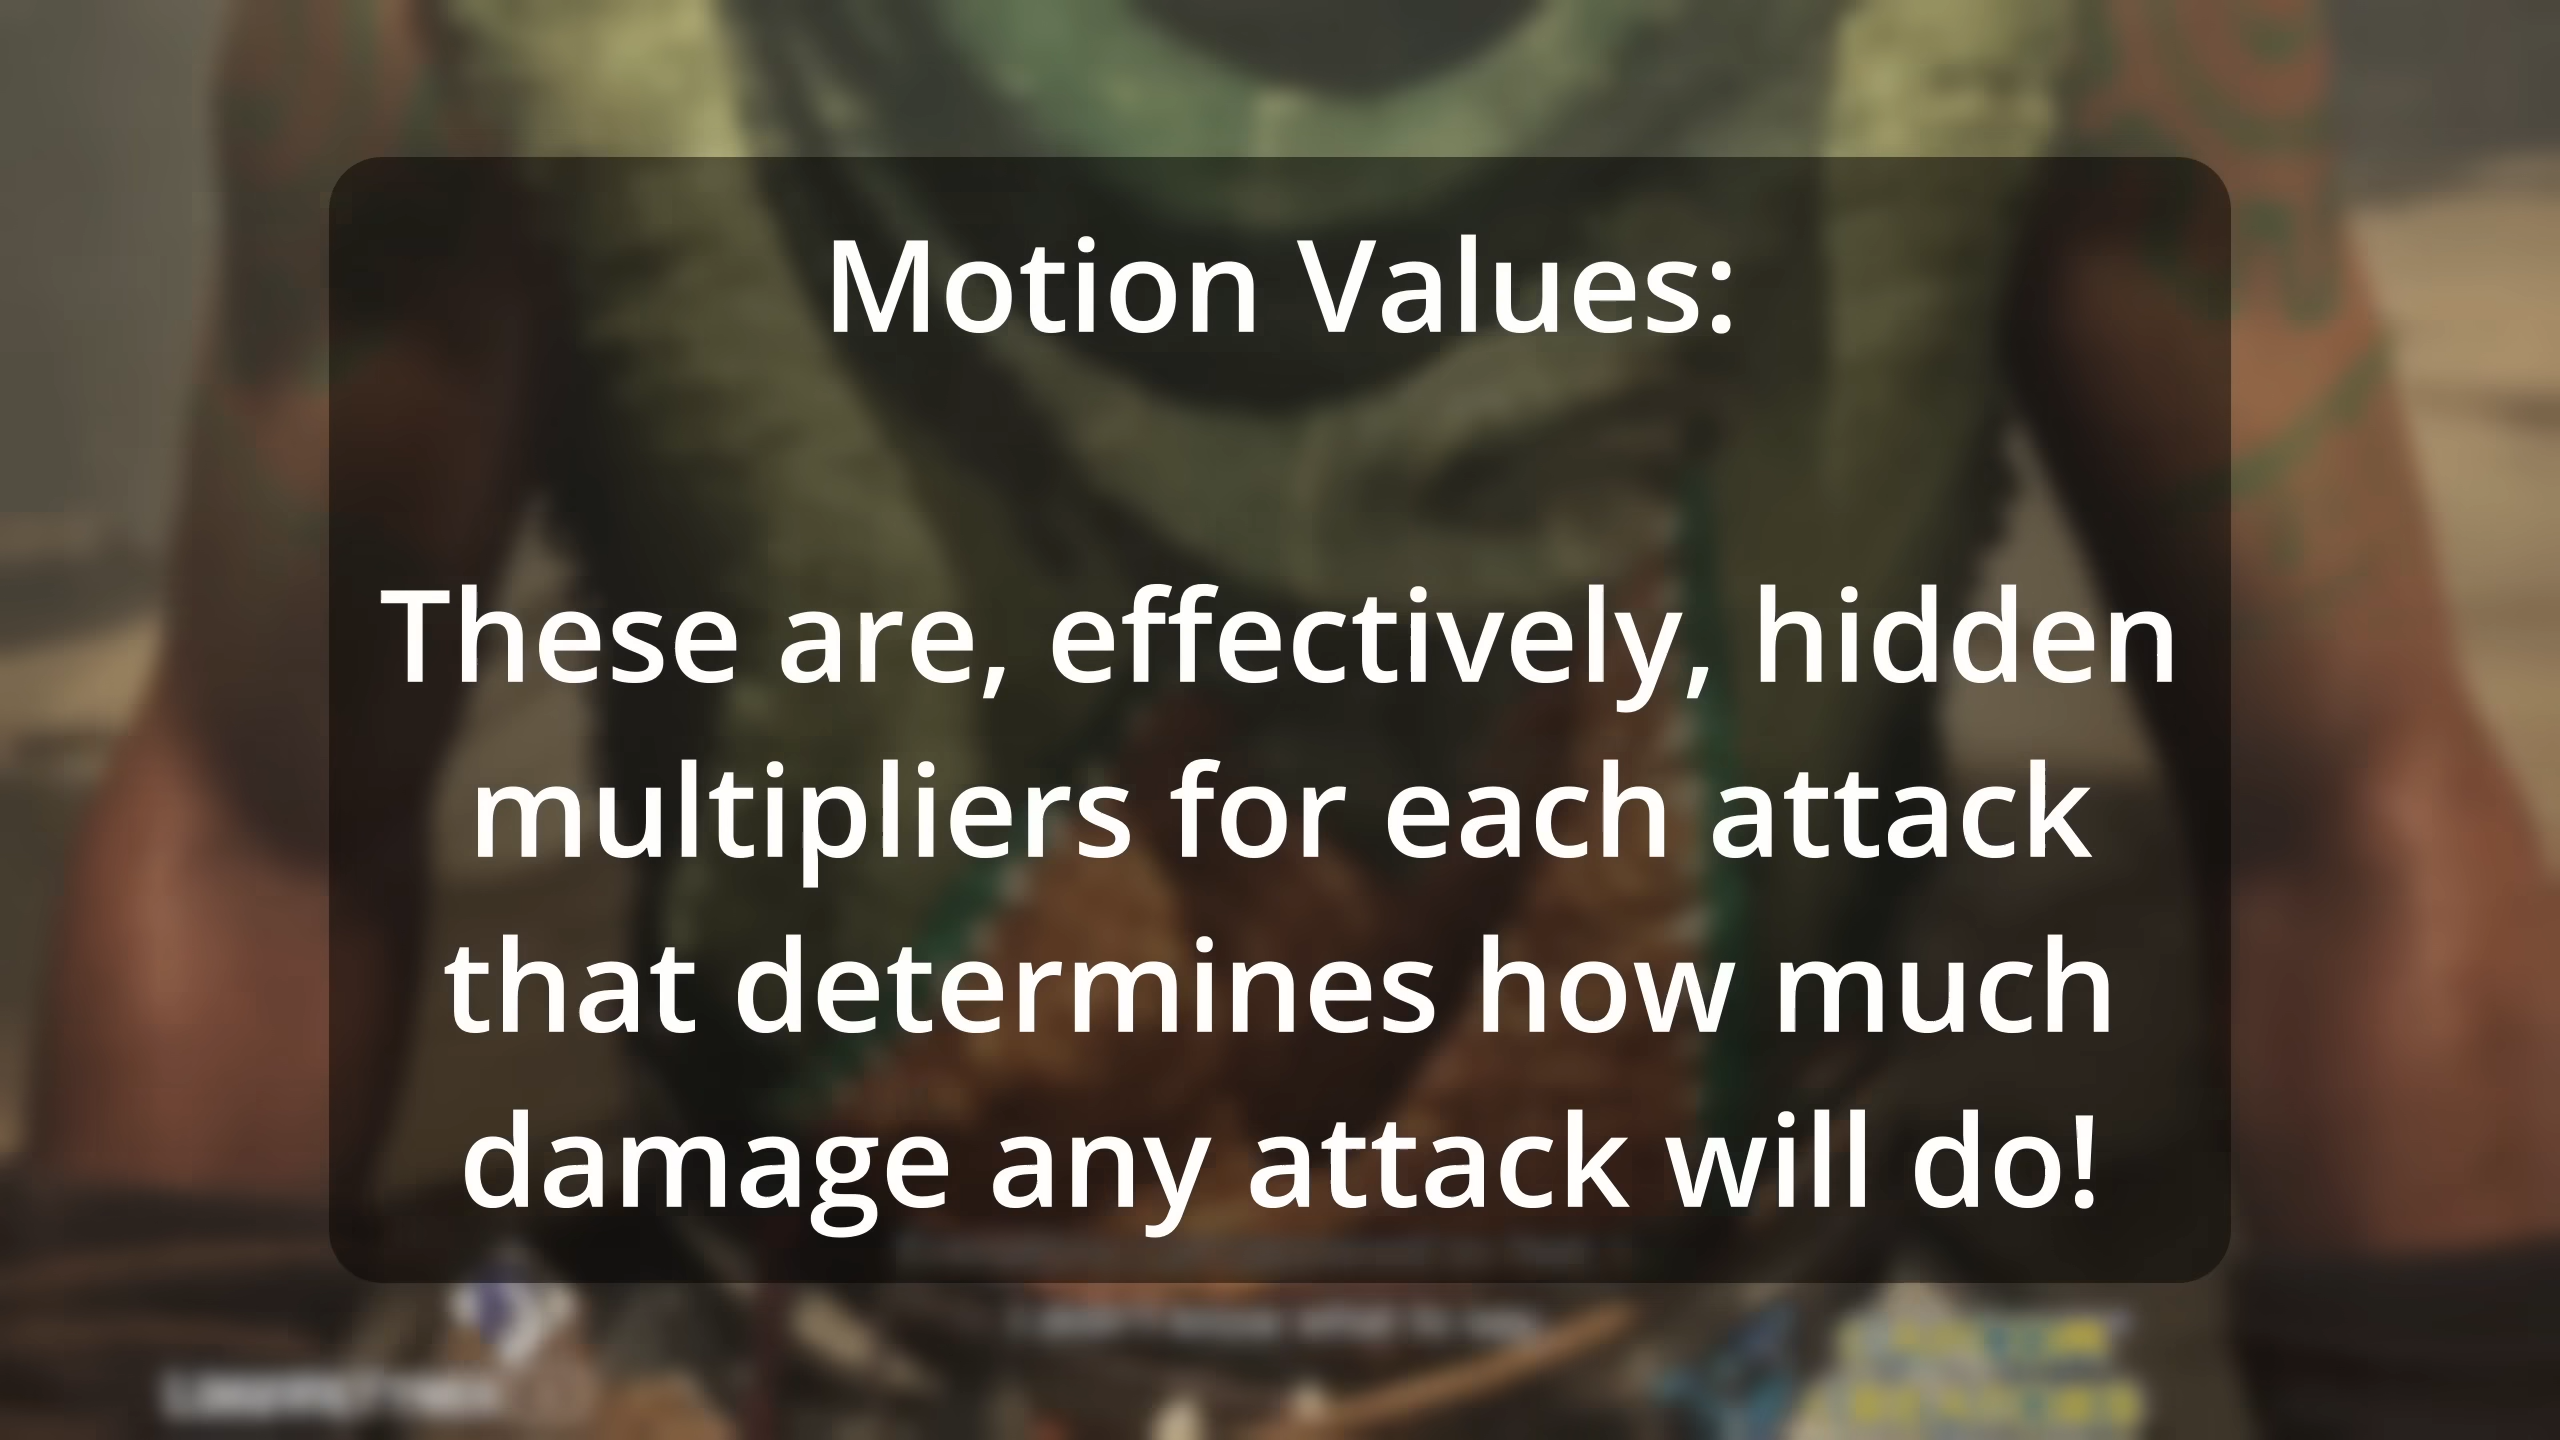 Motion Values:
These are, effectively, hidden
multipliers for each attack
that determines how much
damage any attack will do!